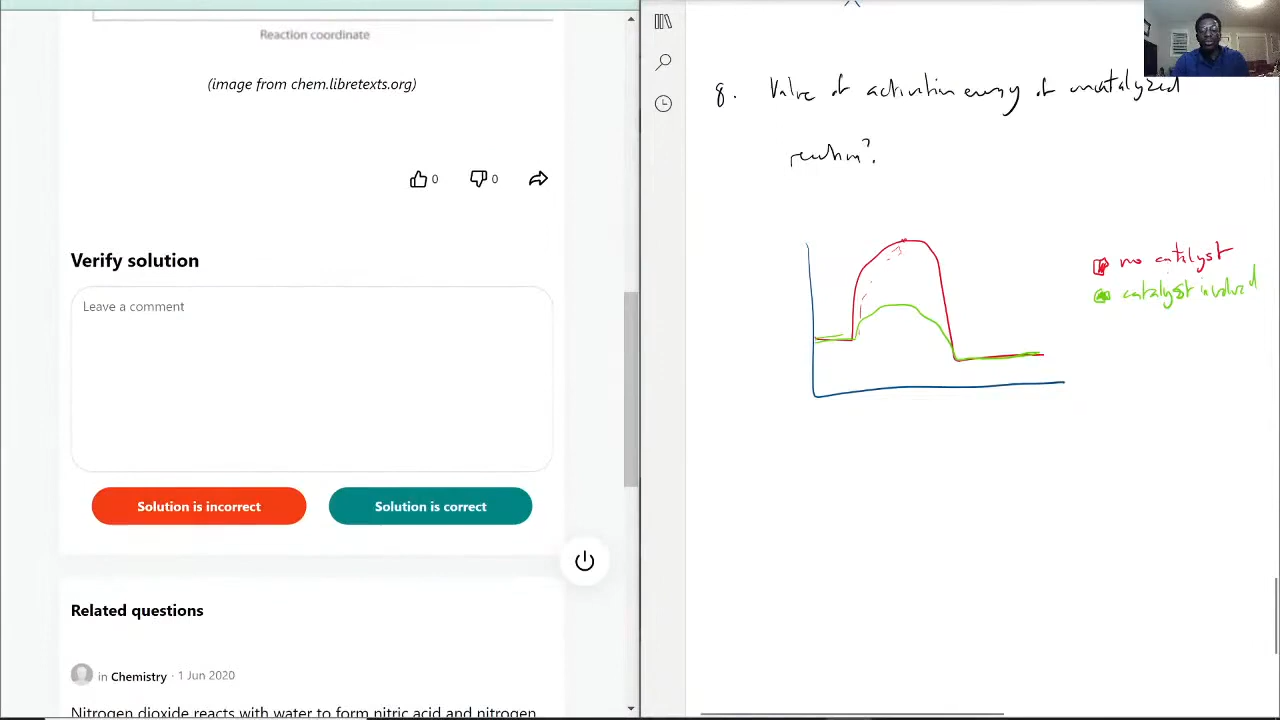 Reaction coordinate
(image from chem.libretexts.org)
0
0
Verify solution
Leave a comment
Solution is incorrect
Solution is correct
Related questions
in Chemistry · 1 Jun 2020
Nitrogen dioxide reacts with water to form nitric acid and nitrogen
8. Value of activation energy of uncatalyzed
reaction?
no catalyst
catalyst involved